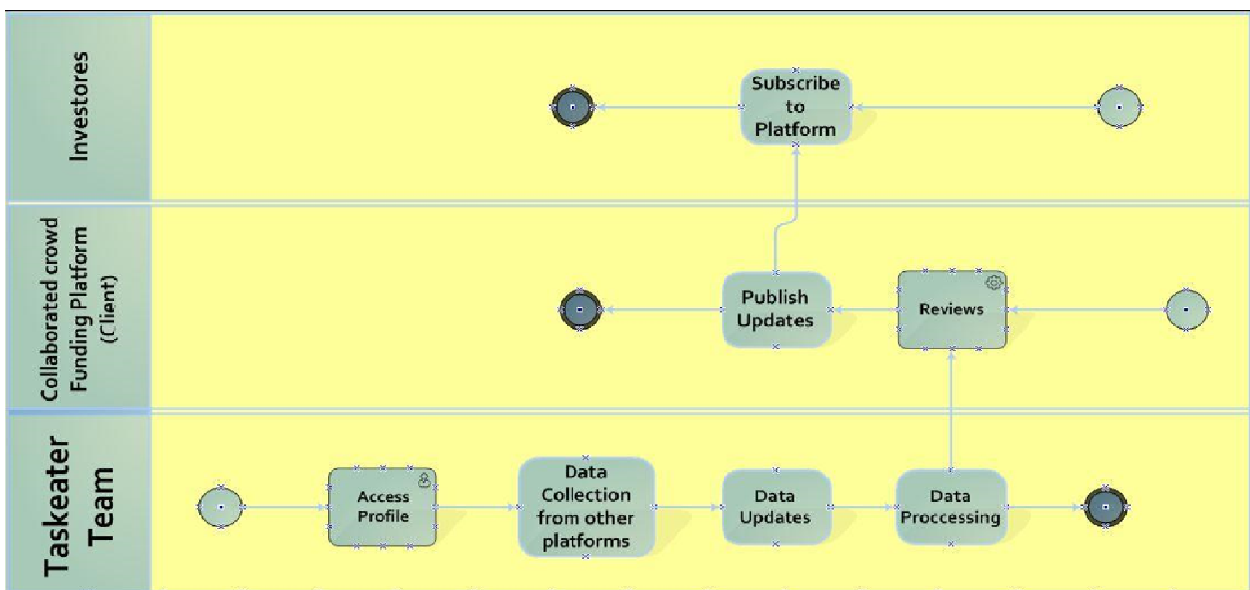 Investores
Subscribe
to
Platform
Collaborated crowd
Funding Platform
(Client)
Publish
Updates
Reviews
Taskeater
Team
Access
Profile
Data
Collection
from other
platforms
Data
Updates
Data
Proccessing